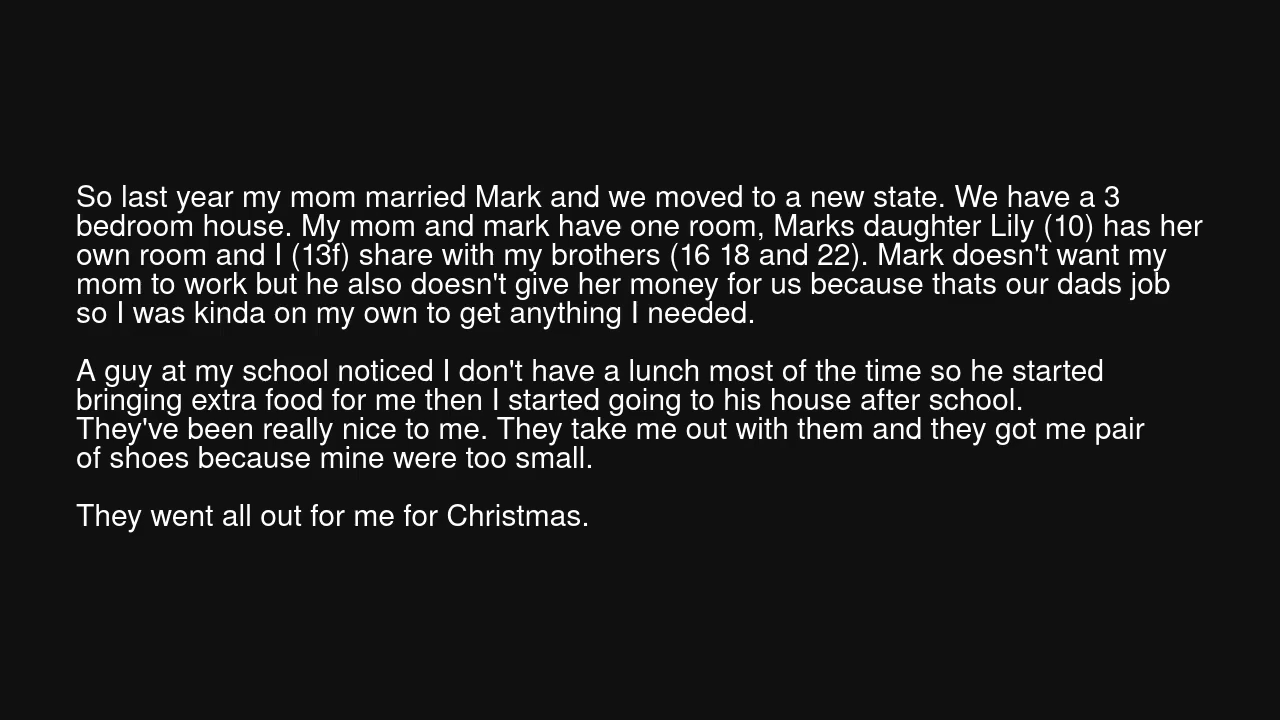 So last year my mom married Mark and we moved to a new state. We have a 3
bedroom house. My mom and mark have one room, Marks daughter Lily (10) has her
own room and I (13f) share with my brothers (16 18 and 22). Mark doesn't want my
mom to work but he also doesn't give her money for us because thats our dads job
so I was kinda on my own to get anything I needed.
A guy at my school noticed I don't have a lunch most of the time so he started
bringing extra food for me then I started going to his house after school.
They've been really nice to me. They take me out with them and they got me pair
of shoes because mine were too small.
They went all out for me for Christmas.